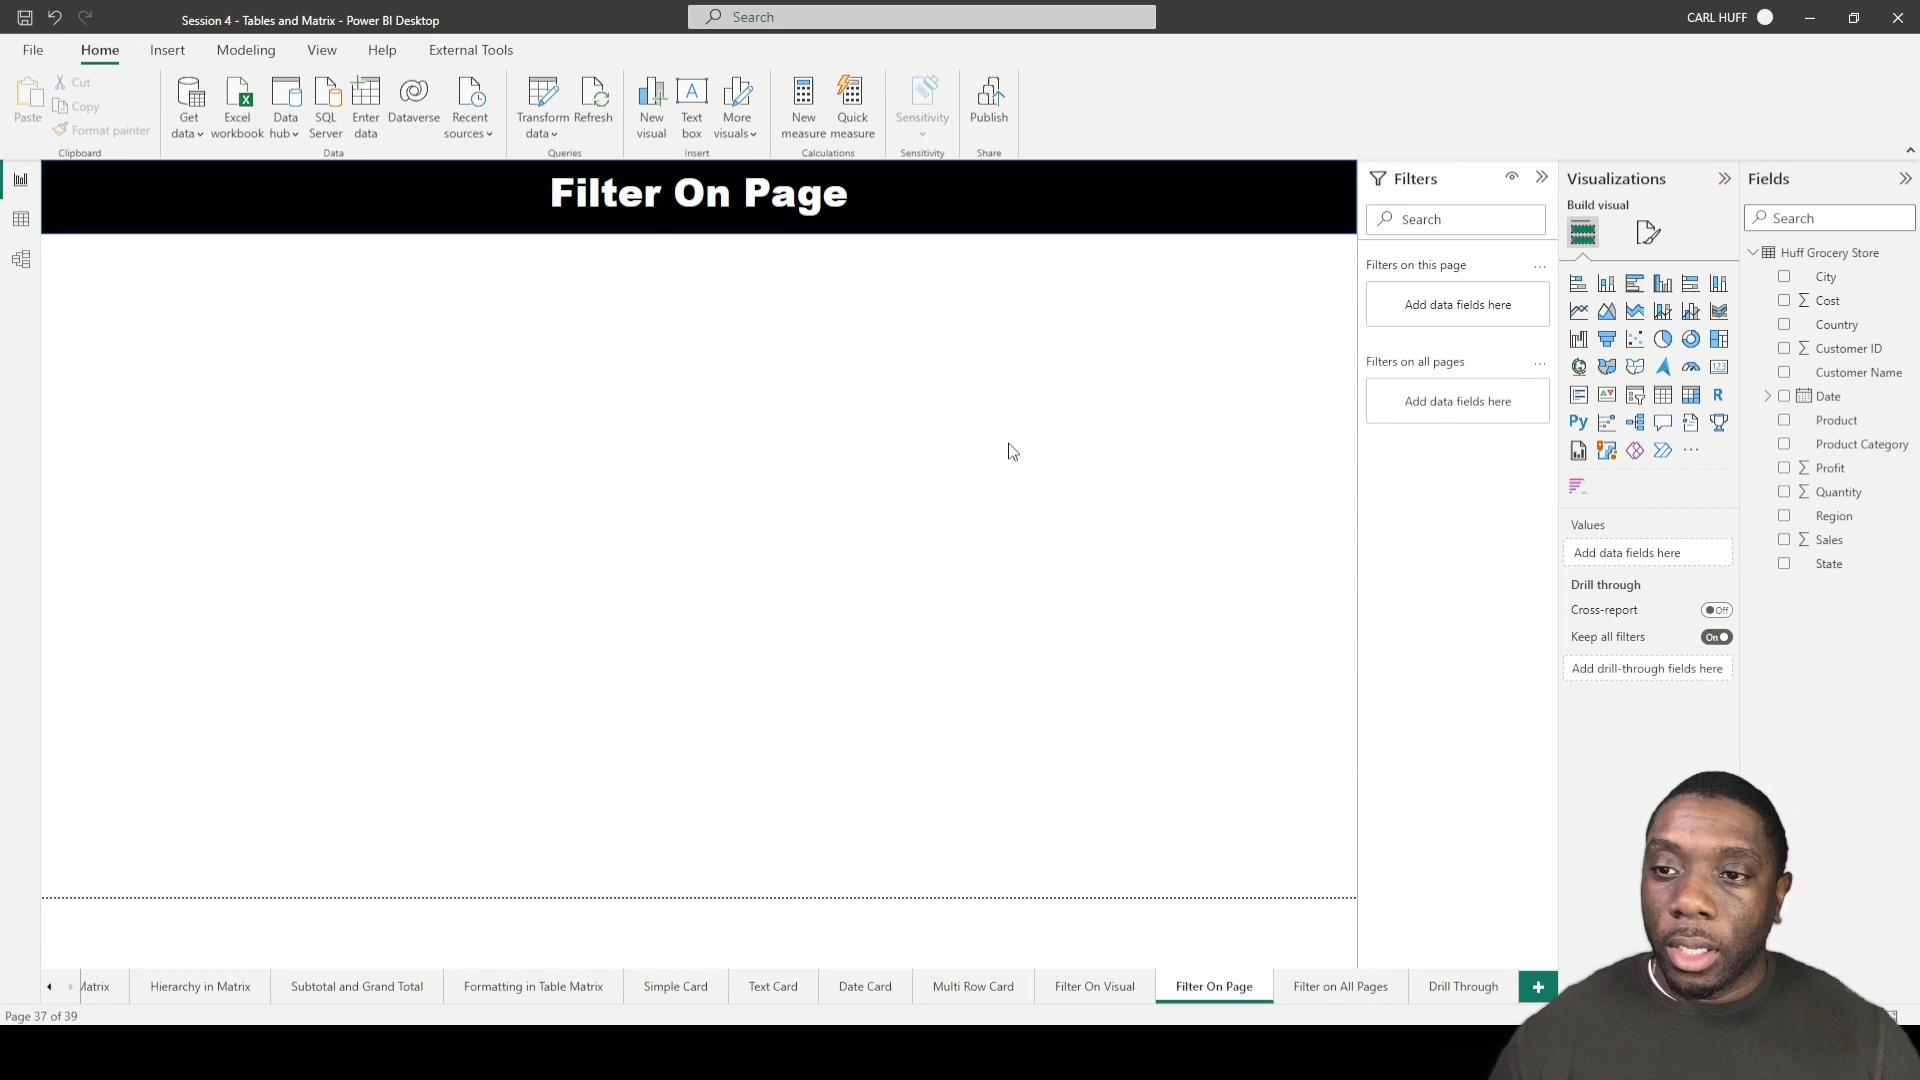 Session 4 - Tables and Matrix - Power BI Desktop
Search
CARL HUFF
File
Home
Insert
Modeling
View
Help
External Tools
Paste
Cut
Copy
Format painter
Clipboard
Get data
Excel workbook
Data hub
SQL Server
Enter data
Dataverse
Recent sources
Data
Transform data
Refresh
Queries
New visual
Text box
More visuals
Insert
New measure
Quick measure
Calculations
Sensitivity
Sensitivity
Publish
Share
Filter On Page
Filters
Search
Filters on this page
...
Add data fields here
Filters on all pages
...
Add data fields here
Visualizations
Build visual
123
R
Py
...
Values
Add data fields here
Drill through
Cross-report
Off
Keep all filters
On
Add drill-through fields here
Fields
Search
Huff Grocery Store
City
Σ Cost
Country
Σ Customer ID
Customer Name
Date
Product
Product Category
Σ Profit
Σ Quantity
Region
Σ Sales
State
Matrix
Hierarchy in Matrix
Subtotal and Grand Total
Formatting in Table Matrix
Simple Card
Text Card
Date Card
Multi Row Card
Filter On Visual
Filter On Page
Filter on All Pages
Drill Through
+
Page 37 of 39